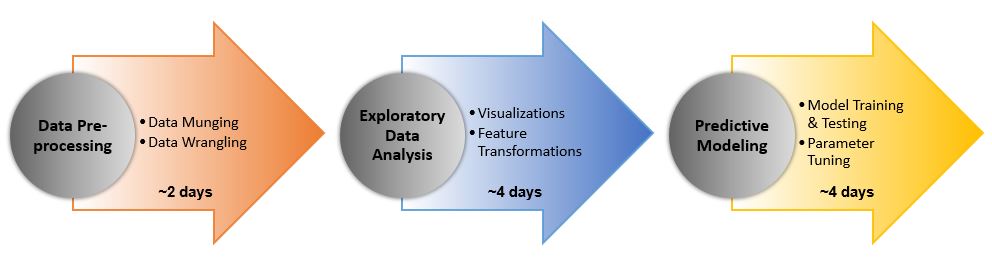 Data Pre-
processing
• Data Munging
• Data Wrangling
~2 days
Exploratory
Data
Analysis
• Visualizations
• Feature
Transformations
~4 days
Predictive
Modeling
• Model Training
& Testing
• Parameter
Tuning
~4 days